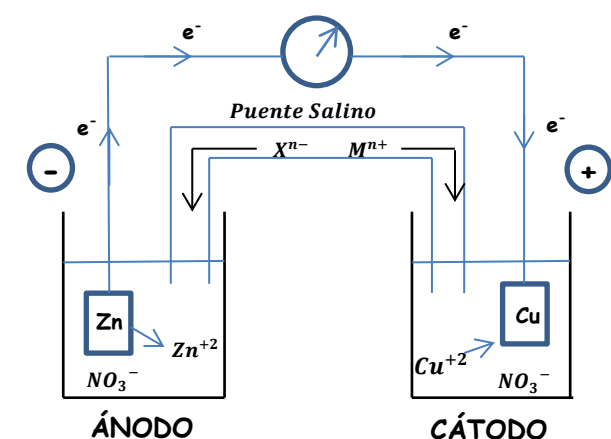 e⁻ e⁻
e⁻ Puente Salino e⁻
Xⁿ⁻ Mⁿ⁺
- +
Zn Cu
Zn⁺² Cu⁺²
NO₃⁻ NO₃⁻
ÁNODO CÁTODO